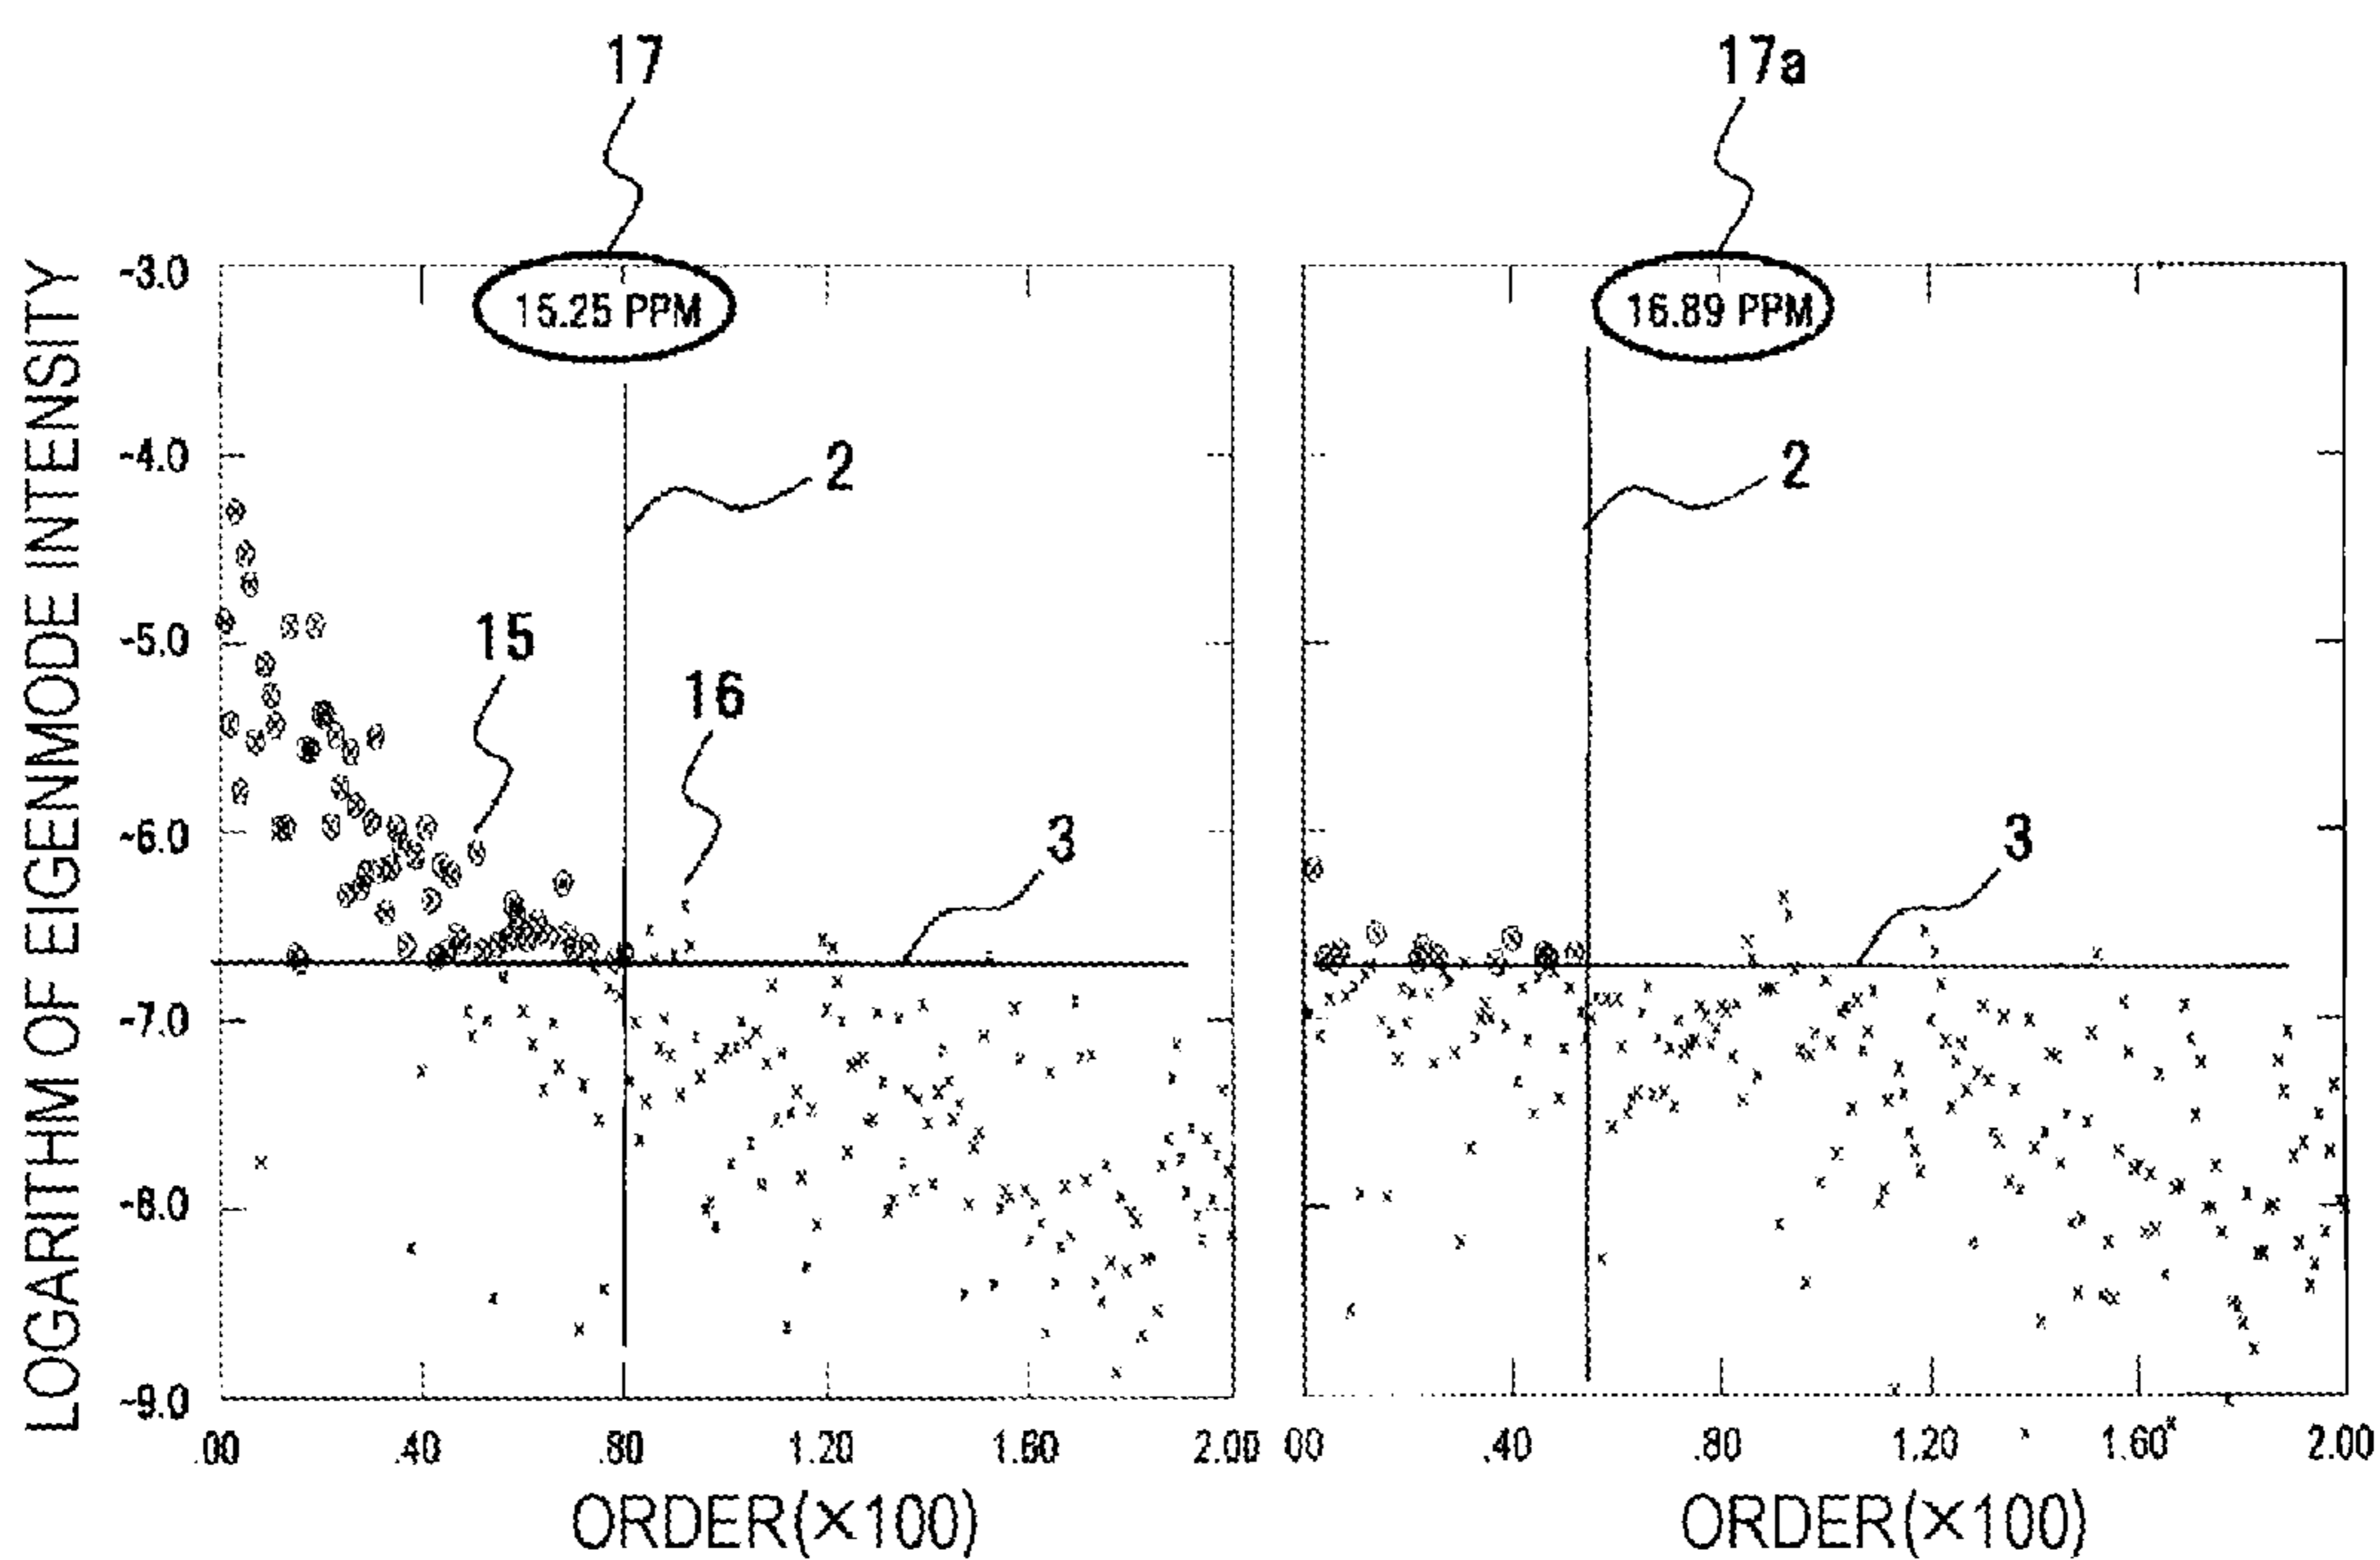 17
17a
-3.0
15.25 PPM
16.89 PPM
-4.0
2
2
-5.0
15
16
-6.0
3
3
-7.0
-8.0
-9.0
LOGARITHM OF EIGENMODE INTENSITY
.00 .40 .80 1.20 1.60 2.00
00 .40 .80 1.20 1.60 2.00
ORDER(×100)
ORDER(×100)